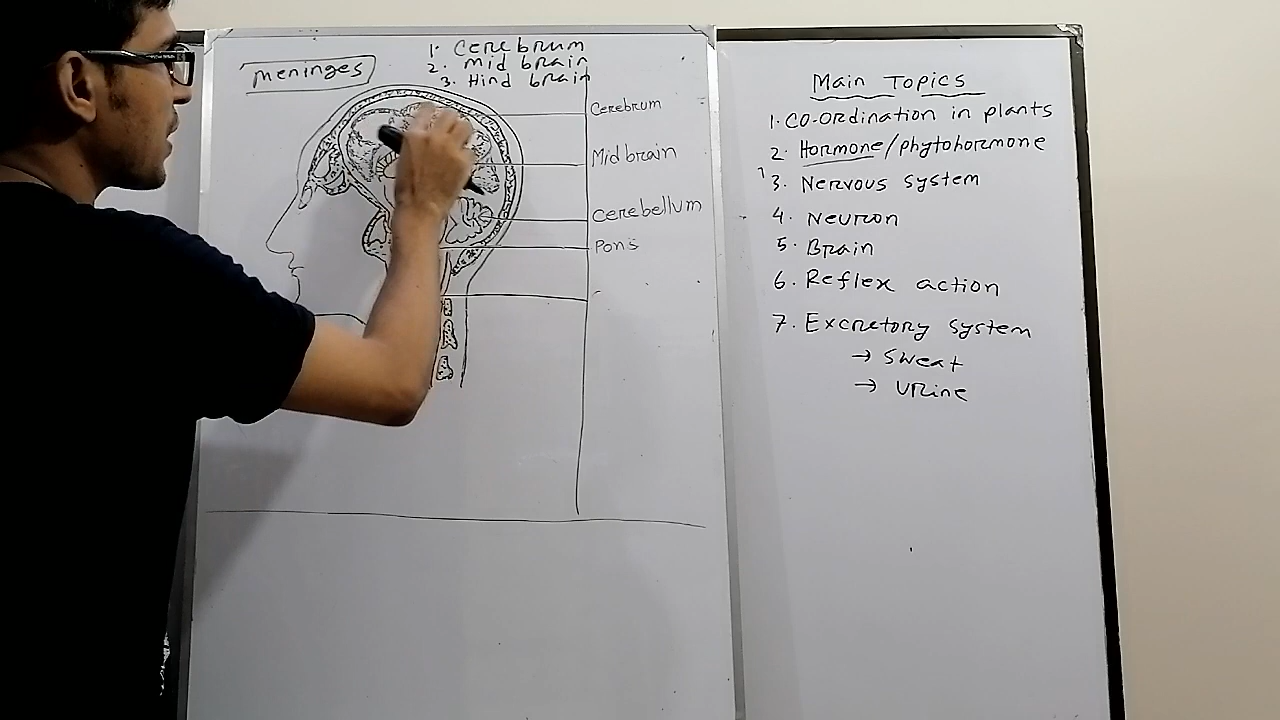 meninges
1. Cerebrum
2. Mid brain
3. Hind brain
Cerebrum
Mid brain
Cerebellum
Pons
Main Topics
1. CO-Ordination in plants
2. Hormone/phytohormone
3. Nervous system
4. Neuron
5. Brain
6. Reflex action
7. Excretory system
→ Sweat
→ Urine